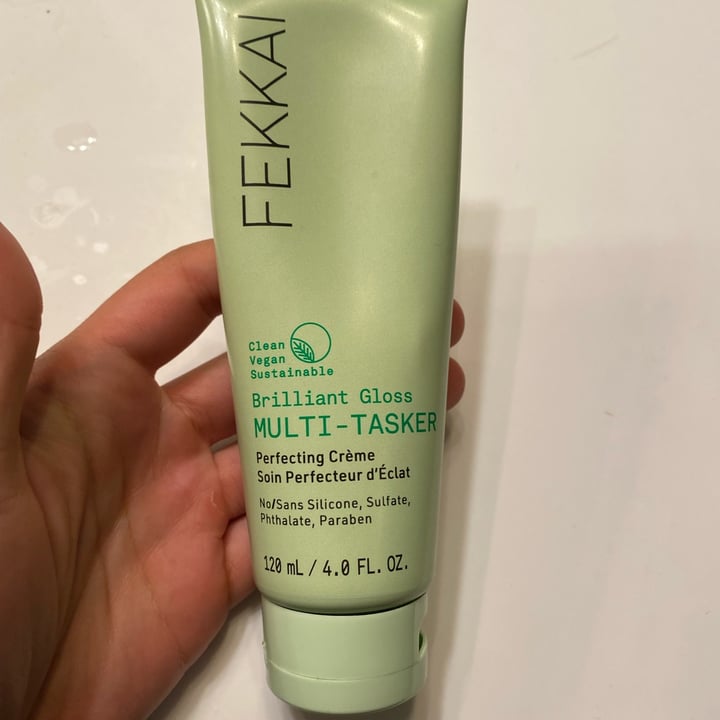 FEKKAI
Clean
Vegan
Sustainable
Brilliant Gloss
MULTI-TASKER
Perfecting Crème
Soin Perfecteur d'Éclat
No/Sans Silicone, Sulfate,
Phthalate, Paraben
120 mL / 4.0 FL. OZ.